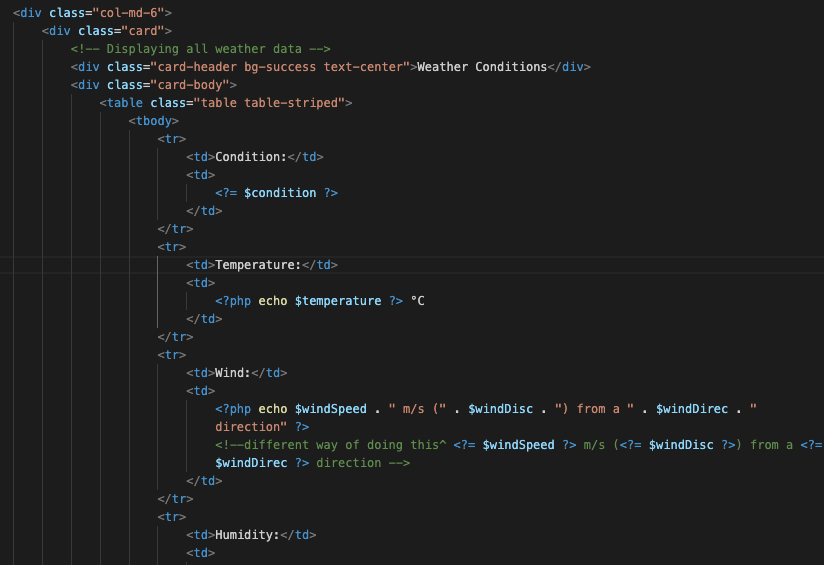 <div class="col-md-6">
<div class="card">
<!-- Displaying all weather data -->
<div class="card-header bg-success text-center">Weather Conditions</div>
<div class="card-body">
<table class="table table-striped">
<tbody>
<tr>
<td>Condition:</td>
<td>
<?= $condition ?>
</td>
</tr>
<tr>
<td>Temperature:</td>
<td>
<?php echo $temperature ?> °C
</td>
</tr>
<tr>
<td>Wind:</td>
<td>
<?php echo $windSpeed . " m/s (" . $windDisc . ") from a " . $windDirec . "
direction" ?>
<!--different way of doing this^ <?= $windSpeed ?> m/s (<?= $windDisc ?>) from a <?=
$windDirec ?> direction -->
</td>
</tr>
<tr>
<td>Humidity:</td>
<td>